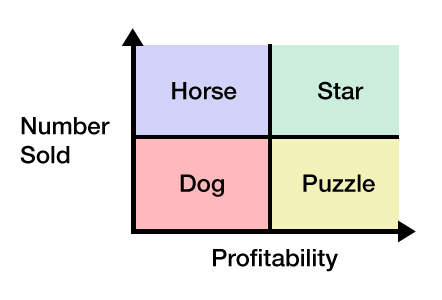 Horse
Star
Number
Sold
Dog
Puzzle
Profitability